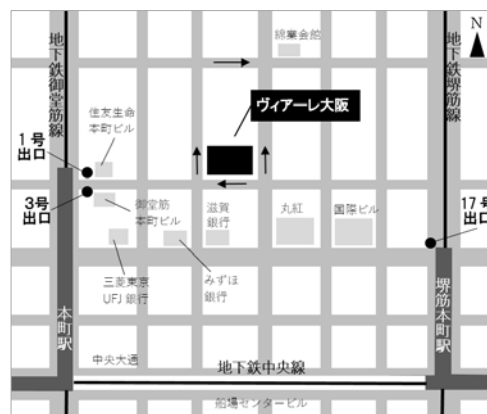 綿業会館
N
地下鉄御堂筋線
地下鉄堺筋線
ヴィアーレ大阪
住友生命
本町ビル
1号
出口
3号
出口
御堂筋
本町ビル
滋賀
銀行
丸紅
国際ビル
17号
出口
三菱東京
UFJ 銀行
みずほ
銀行
本町駅
堺筋本町駅
中央大通
地下鉄中央線
船場センタービル